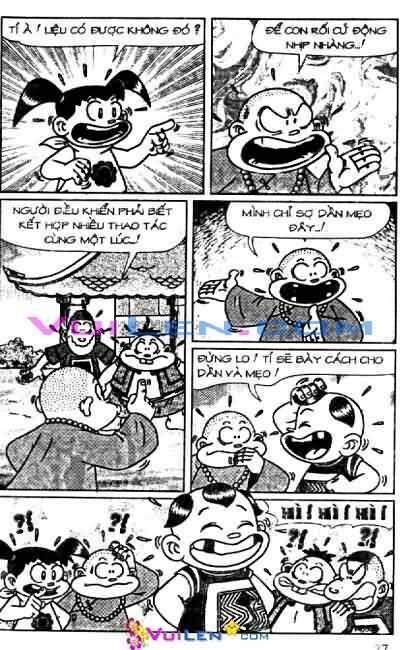 TÍ À! LIỆU CÓ ĐƯỢC KHÔNG ĐÓ?
ĐỂ CON RỐI CỬ ĐỘNG
NHỊP NHÀNG..!
NGƯỜI ĐIỀU KHIỂN PHẢI BIẾT
KẾT HỢP NHIỀU THAO TÁC
CÙNG MỘT LÚC..!
MÌNH CHỈ SỢ DẦN MẸO
ĐÂY..!
VUILEN.COM
ĐỪNG LO! TÍ SẼ BÀY CÁCH CHO
DẦN VÀ MẸO!
HÌ! HÌ! HÌ!
?! ?! ?!
VUILEN.COM
27